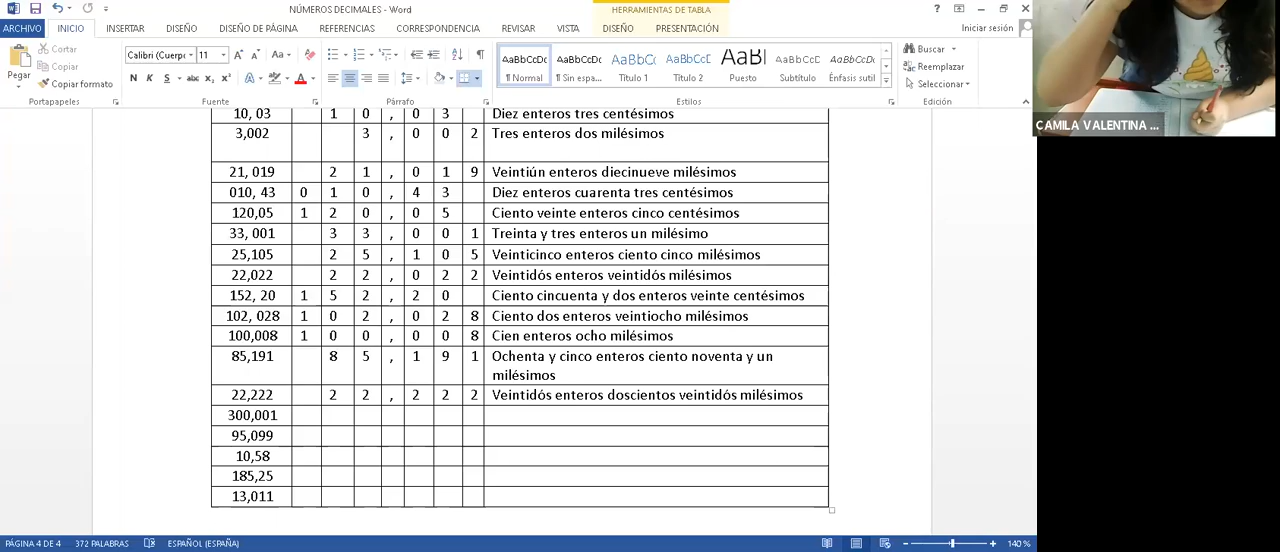 NÚMEROS DECIMALES - Word
HERRAMIENTAS DE TABLA
ARCHIVO INICIO INSERTAR DISEÑO DISEÑO DE PÁGINA REFERENCIAS CORRESPONDENCIA REVISAR VISTA DISEÑO PRESENTACIÓN Iniciar sesión
Pegar
Cortar
Copiar
Copiar formato
Portapapeles
Calibri (Cuerpo 11
N K S abc x₂ x²
Fuente
Párrafo
AaBbCcDc ¶ Normal
AaBbCcDc ¶ Sin espa...
AaBbCc Título 1
AaBbCcD Título 2
AaBl Puesto
AaBbCcD Subtítulo
AaBbCcDc Énfasis sutil
Estilos
Buscar
Reemplazar
Seleccionar
Edición
CAMILA VALENTINA ...
10, 03 1 0 , 0 3 Diez enteros tres centésimos
3,002 3 , 0 0 2 Tres enteros dos milésimos
21, 019 2 1 , 0 1 9 Veintiún enteros diecinueve milésimos
010, 43 0 1 0 , 4 3 Diez enteros cuarenta tres centésimos
120,05 1 2 0 , 0 5 Ciento veinte enteros cinco centésimos
33, 001 3 3 , 0 0 1 Treinta y tres enteros un milésimo
25,105 2 5 , 1 0 5 Veinticinco enteros ciento cinco milésimos
22,022 2 2 , 0 2 2 Veintidós enteros veintidós milésimos
152, 20 1 5 2 , 2 0 Ciento cincuenta y dos enteros veinte centésimos
102, 028 1 0 2 , 0 2 8 Ciento dos enteros veintiocho milésimos
100,008 1 0 0 , 0 0 8 Cien enteros ocho milésimos
85,191 8 5 , 1 9 1 Ochenta y cinco enteros ciento noventa y un
milésimos
22,222 2 2 , 2 2 2 Veintidós enteros doscientos veintidós milésimos
300,001
95,099
10,58
185,25
13,011
PÁGINA 4 DE 4 372 PALABRAS ESPAÑOL (ESPAÑA) 140 %